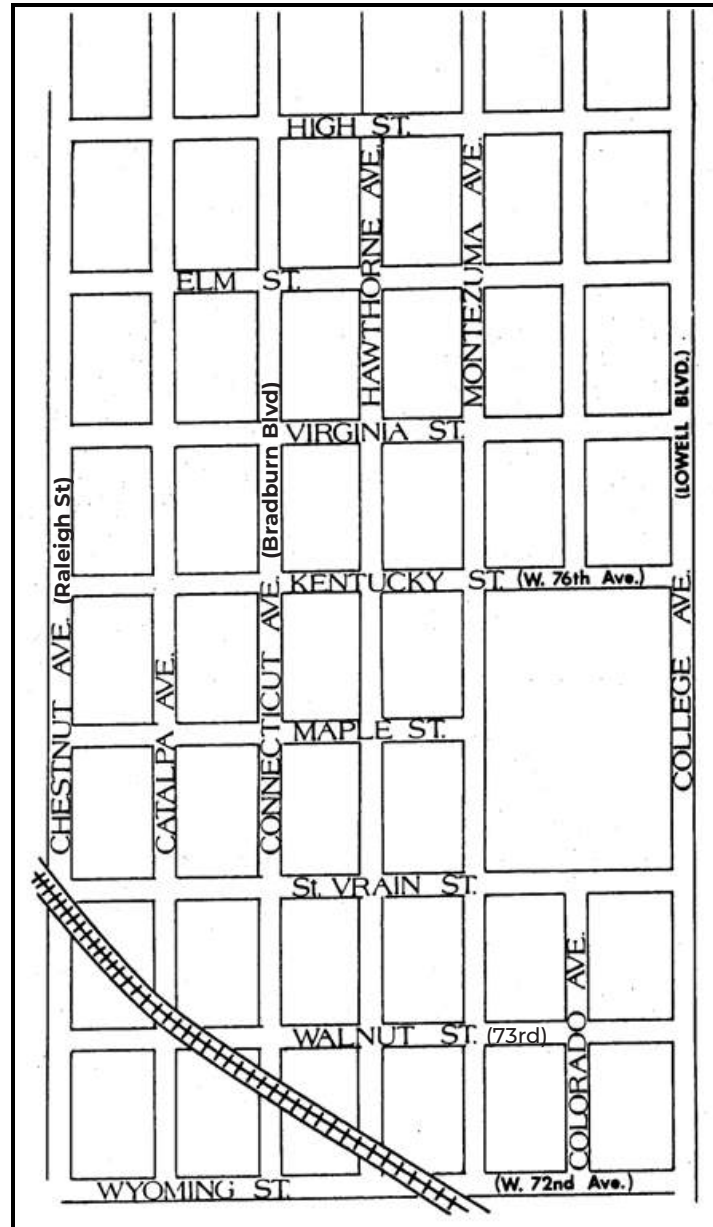 HIGH ST.
HAWTHORNE AVE.
MONTEZUMA AVE.
ELM ST.
(LOWELL BLVD.)
(Bradburn Blvd)
VIRGINIA ST.
(Raleigh St)
KENTUCKY ST. (W. 76th Ave.)
CHESTNUT AVE.
CATALPA AVE.
CONNECTICUT AVE.
COLLEGE AVE.
MAPLE ST.
St. VRAIN ST.
COLORADO AVE.
WALNUT ST. (73rd)
WYOMING ST.
(W. 72nd Ave.)